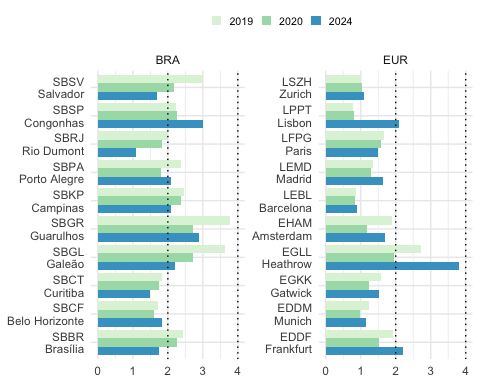 2019 2020 2024
BRA EUR
SBSV
Salvador
SBSP
Congonhas
SBRJ
Rio Dumont
SBPA
Porto Alegre
SBKP
Campinas
SBGR
Guarulhos
SBGL
Galeão
SBCT
Curitiba
SBCF
Belo Horizonte
SBBR
Brasília
0 1 2 3 4
LSZH
Zurich
LPPT
Lisbon
LFPG
Paris
LEMD
Madrid
LEBL
Barcelona
EHAM
Amsterdam
EGLL
Heathrow
EGKK
Gatwick
EDDM
Munich
EDDF
Frankfurt
0 1 2 3 4